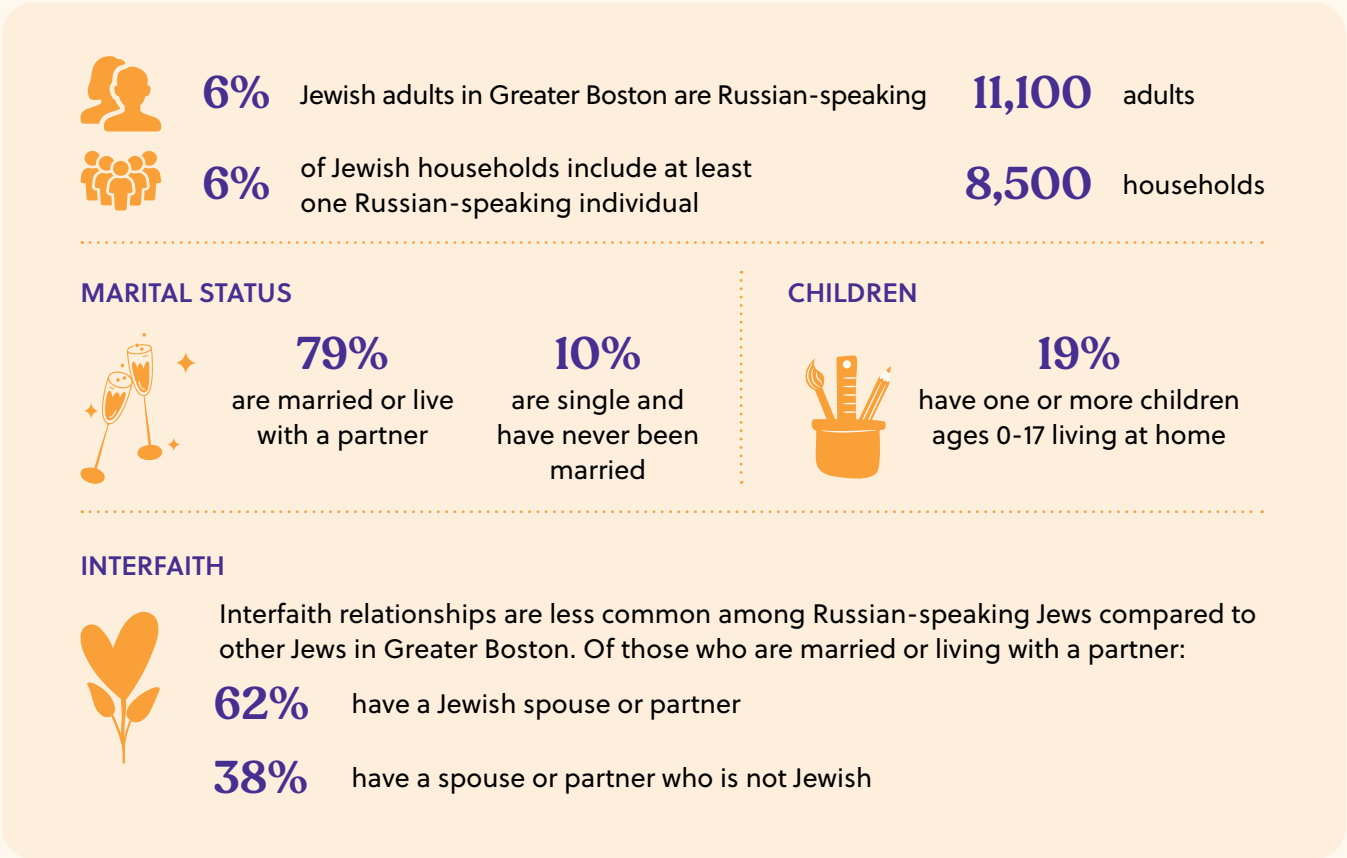 6% Jewish adults in Greater Boston are Russian-speaking 11,100 adults
6% of Jewish households include at least
one Russian-speaking individual
8,500 households
MARITAL STATUS
79%
are married or live
with a partner
10%
are single and
have never been
married
CHILDREN
19%
have one or more children
ages 0-17 living at home
INTERFAITH
Interfaith relationships are less common among Russian-speaking Jews compared to
other Jews in Greater Boston. Of those who are married or living with a partner:
62% have a Jewish spouse or partner
38% have a spouse or partner who is not Jewish